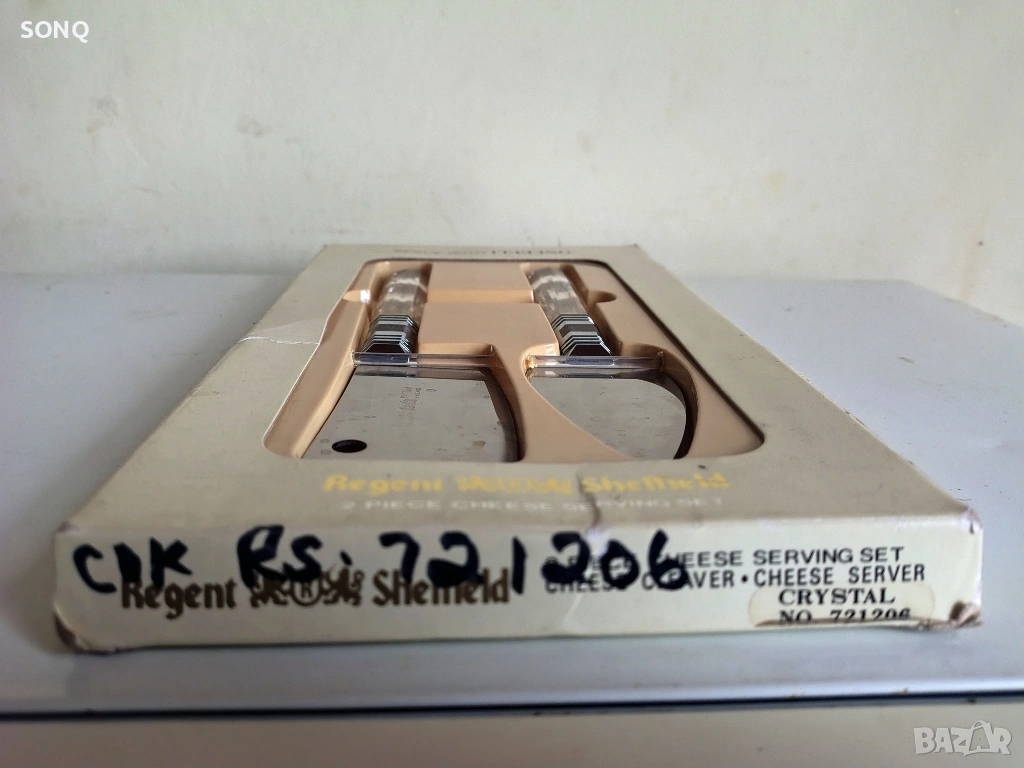 SONQ
Regent Sheffield
2 PIECE CHEESE SERVING SET
CDK RS. 721206
Regent R Sheffield
CHEESE SERVING SET
CHEESE CLEAVER • CHEESE SERVER
CRYSTAL
NO. 721206
BAZAR